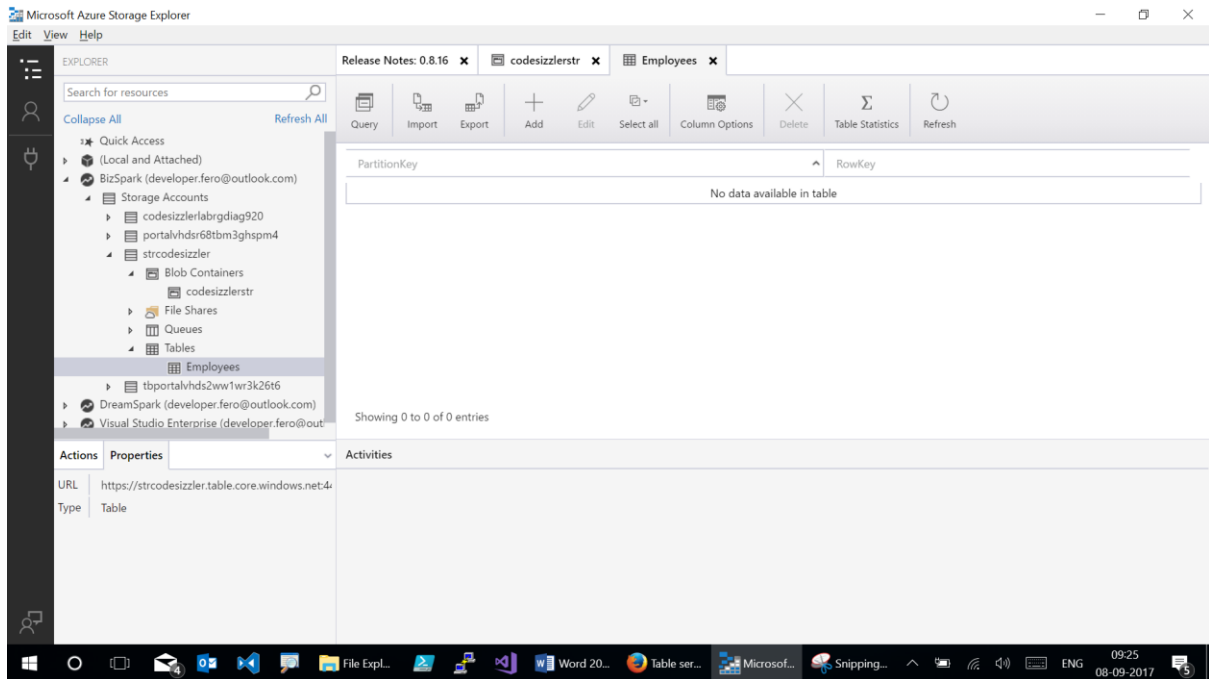 Microsoft Azure Storage Explorer
Edit View Help
EXPLORER
Search for resources
Collapse All Refresh All
Quick Access
(Local and Attached)
BizSpark (developer.fero@outlook.com)
Storage Accounts
codesizzlerlabrgdiag920
portalvhdsr68tbm3ghspm4
strcodesizzler
Blob Containers
codesizzlerstr
File Shares
Queues
Tables
Employees
tbportalvhds2ww1wr3k26t6
DreamSpark (developer.fero@outlook.com)
Visual Studio Enterprise (developer.fero@out
Actions Properties
URL https://strcodesizzler.table.core.windows.net:4
Type Table
Release Notes: 0.8.16 codesizzlerstr Employees
Query Import Export Add Edit Select all Column Options Delete Table Statistics Refresh
PartitionKey RowKey
No data available in table
Showing 0 to 0 of 0 entries
Activities
4 File Expl... Word 20... Table ser... Microsof... Snipping... ENG 09:25
08-09-2017 5